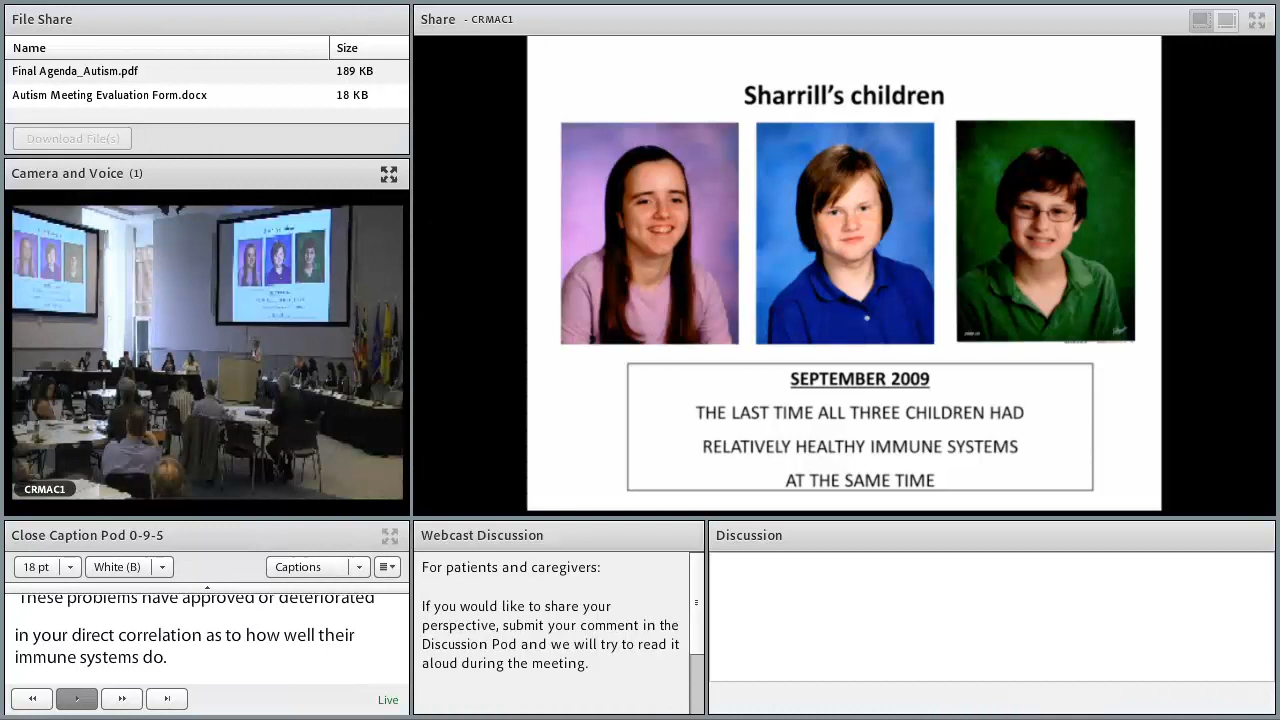 File Share
Name Size
Final Agenda_Autism.pdf 189 KB
Autism Meeting Evaluation Form.docx 18 KB
Download File(s)
Camera and Voice (1)
CRMAC1
Close Caption Pod 0-9-5
18 pt White (B) Captions
These problems have approved or deteriorated
in your direct correlation as to how well their
immune systems do.
Live
Share - CRMAC1
Sharrill's children
SEPTEMBER 2009
THE LAST TIME ALL THREE CHILDREN HAD
RELATIVELY HEALTHY IMMUNE SYSTEMS
AT THE SAME TIME
Webcast Discussion
For patients and caregivers:
If you would like to share your
perspective, submit your comment in the
Discussion Pod and we will try to read it
aloud during the meeting.
Discussion